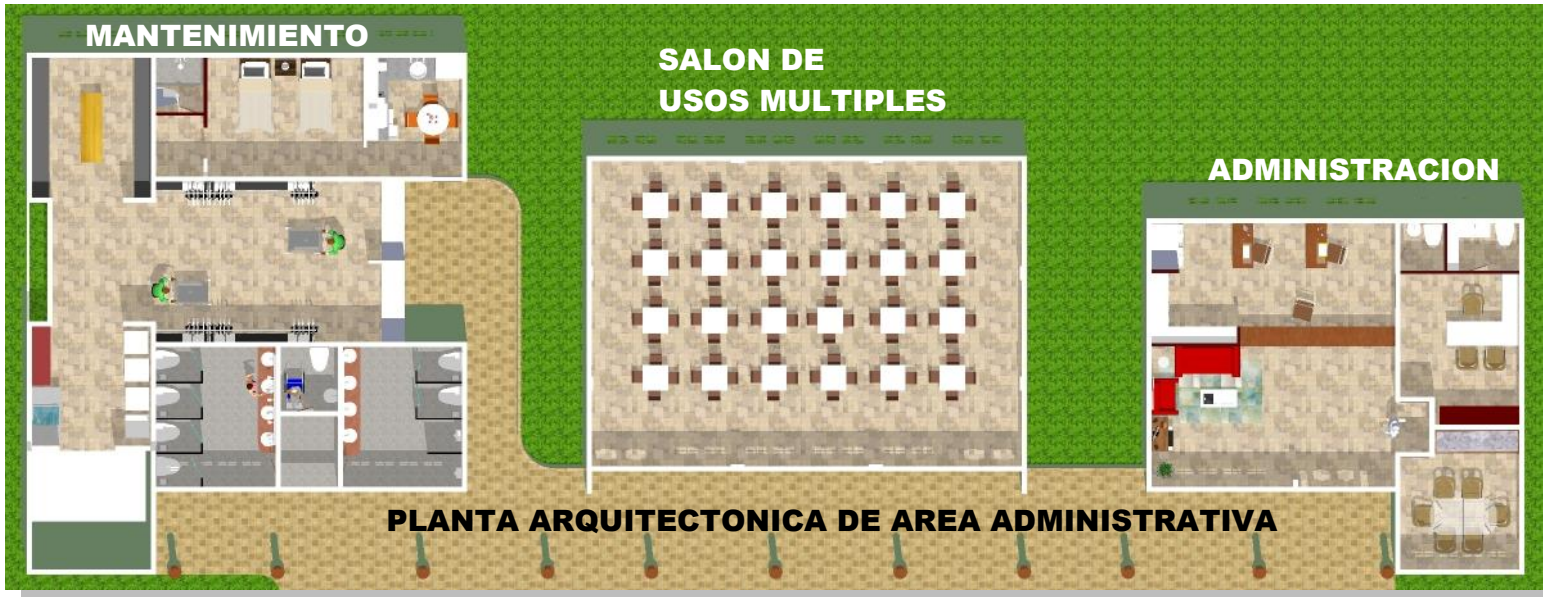 MANTENIMIENTO
SALON DE
USOS MULTIPLES
ADMINISTRACION
PLANTA ARQUITECTONICA DE AREA ADMINISTRATIVA